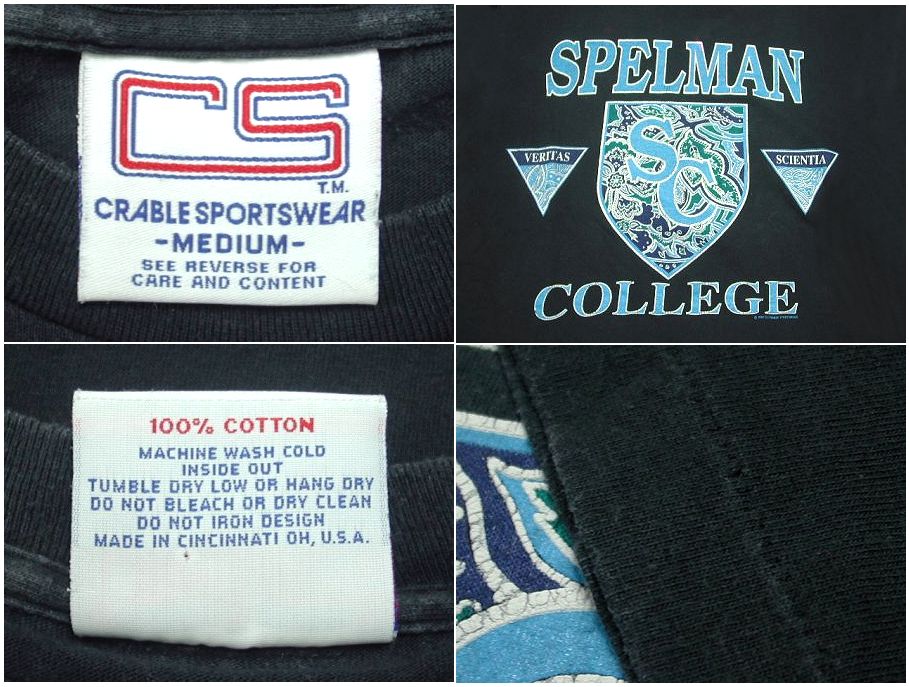 CS
T.M.
CRABLE SPORTSWEAR
-MEDIUM-
SEE REVERSE FOR
CARE AND CONTENT
SPELMAN
VERITAS
SC
SCIENTIA
COLLEGE
100% COTTON
MACHINE WASH COLD
INSIDE OUT
TUMBLE DRY LOW OR HANG DRY
DO NOT BLEACH OR DRY CLEAN
DO NOT IRON DESIGN
MADE IN CINCINNATI OH, U.S.A.